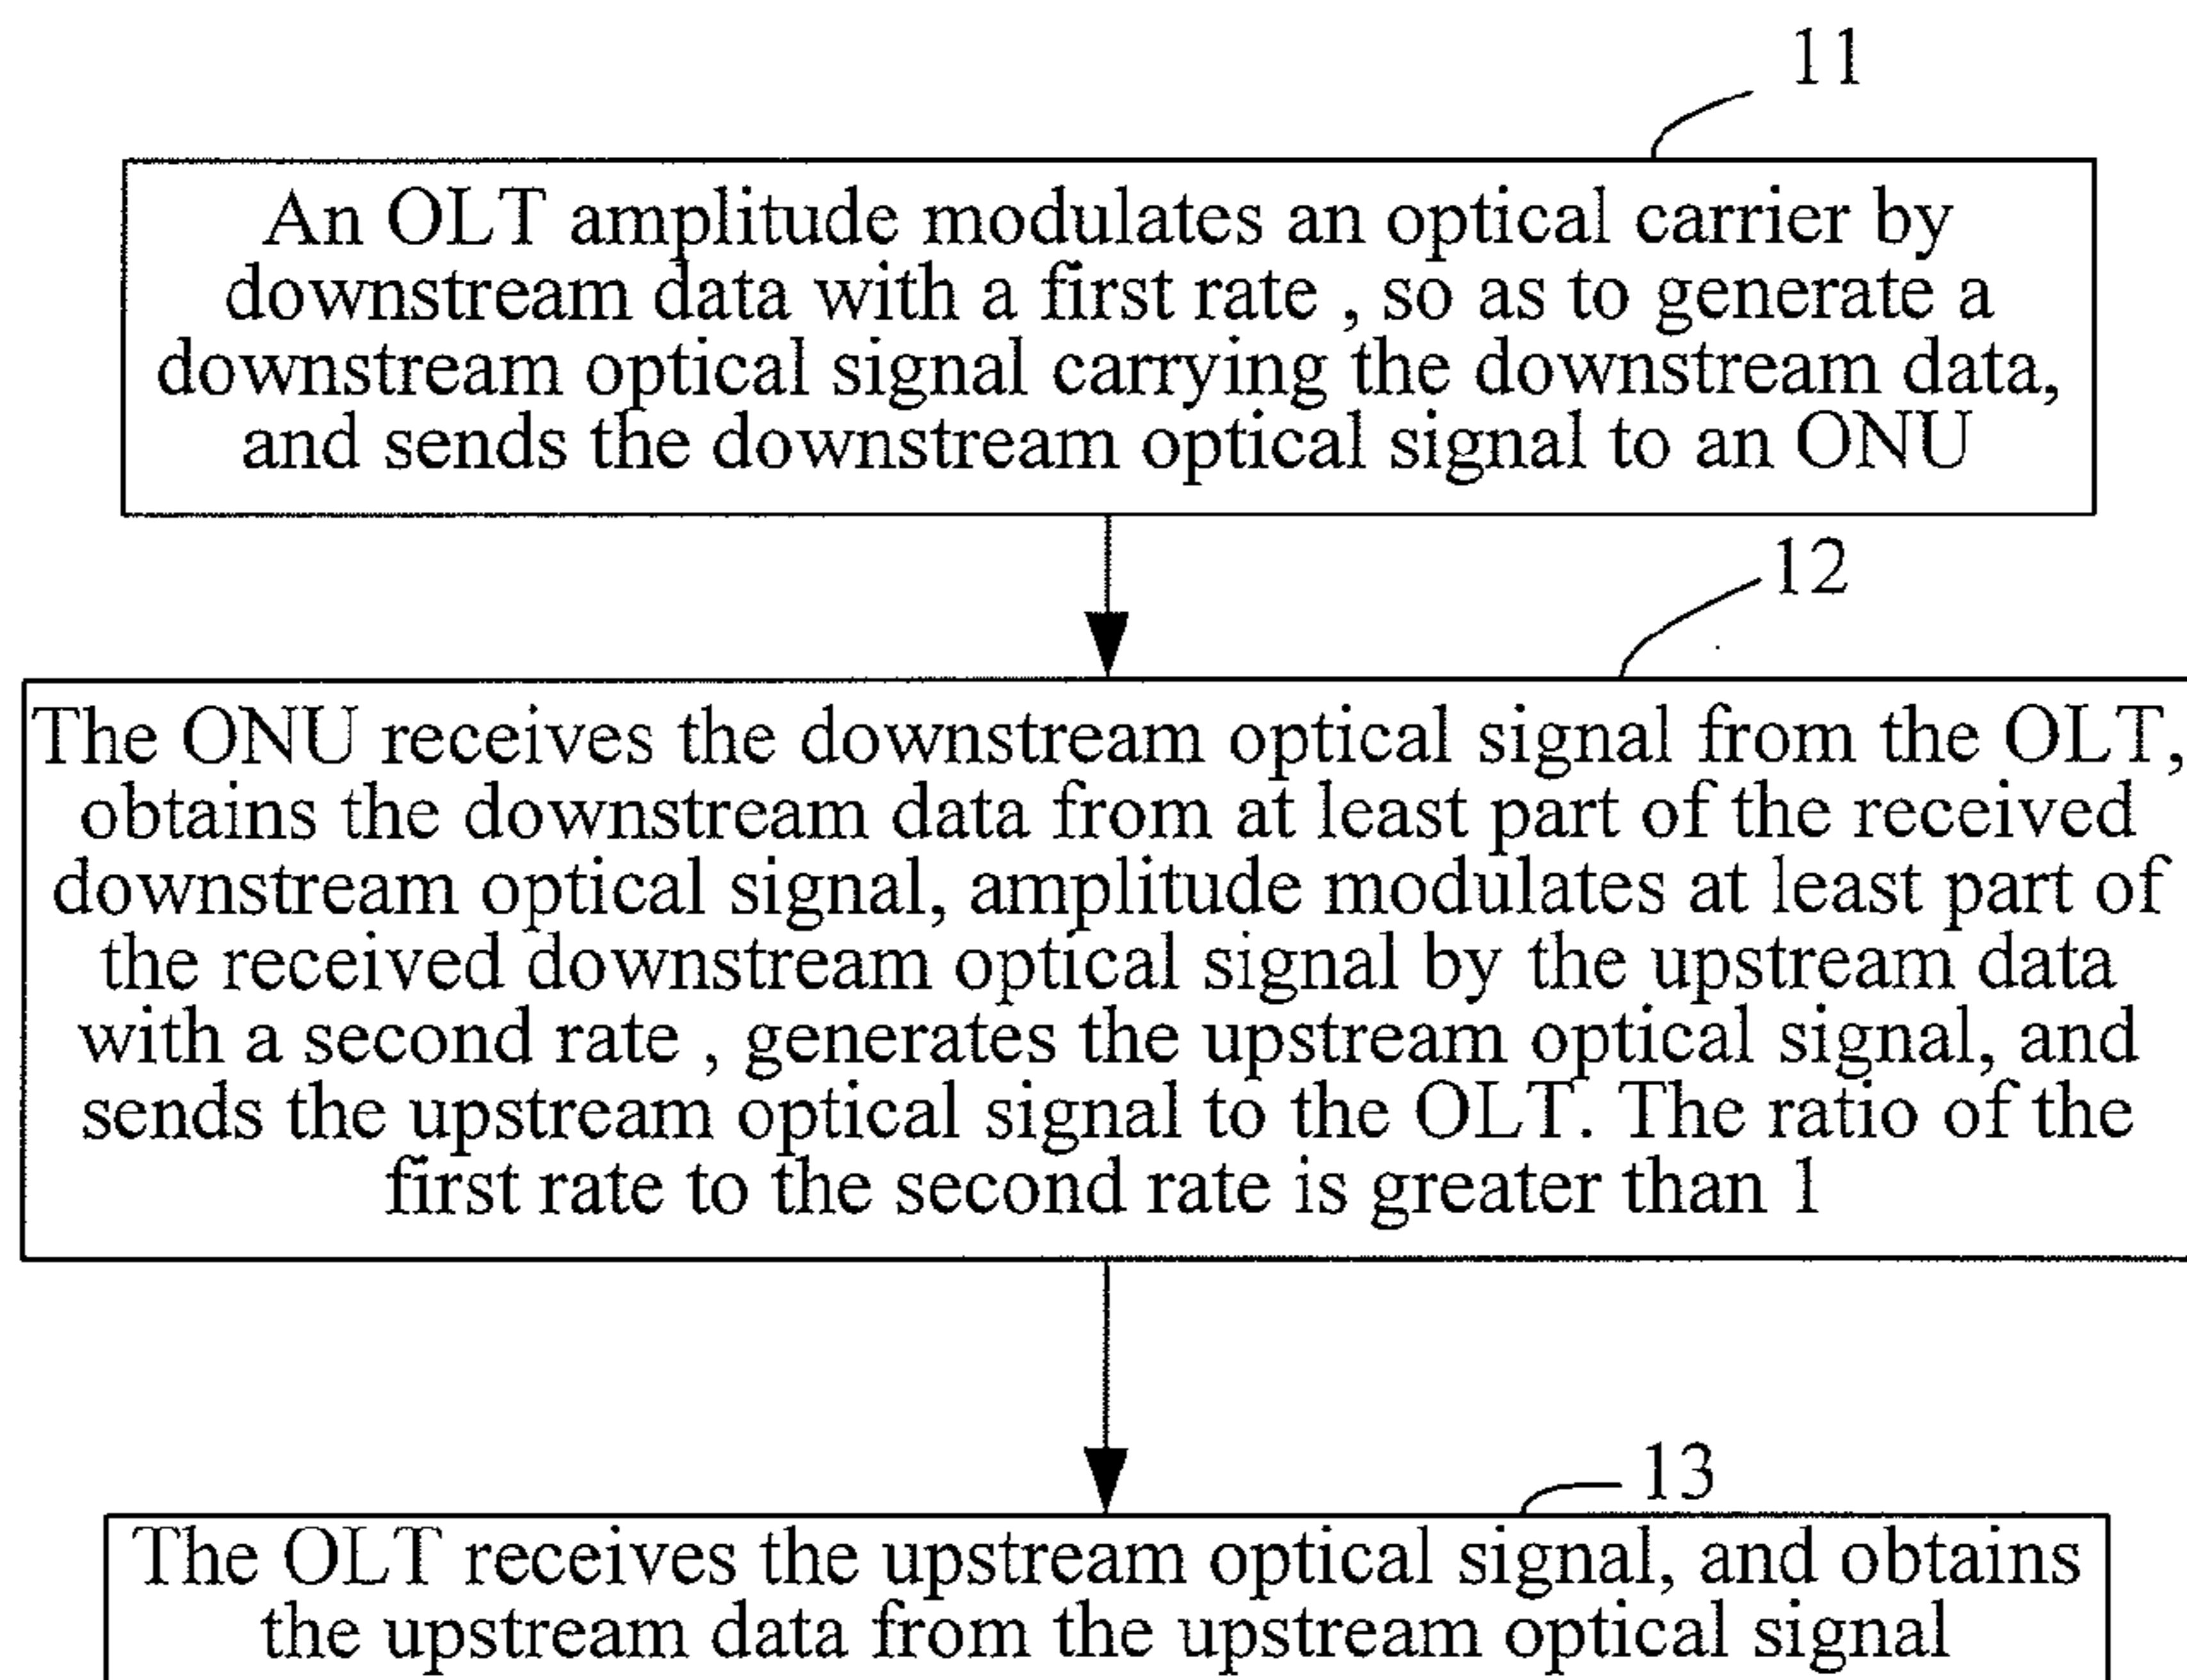 11
An OLT amplitude modulates an optical carrier by
downstream data with a first rate , so as to generate a
downstream optical signal carrying the downstream data,
and sends the downstream optical signal to an ONU
12
The ONU receives the downstream optical signal from the OLT,
obtains the downstream data from at least part of the received
downstream optical signal, amplitude modulates at least part of
the received downstream optical signal by the upstream data
with a second rate , generates the upstream optical signal, and
sends the upstream optical signal to the OLT. The ratio of the
first rate to the second rate is greater than 1
13
The OLT receives the upstream optical signal, and obtains
the upstream data from the upstream optical signal